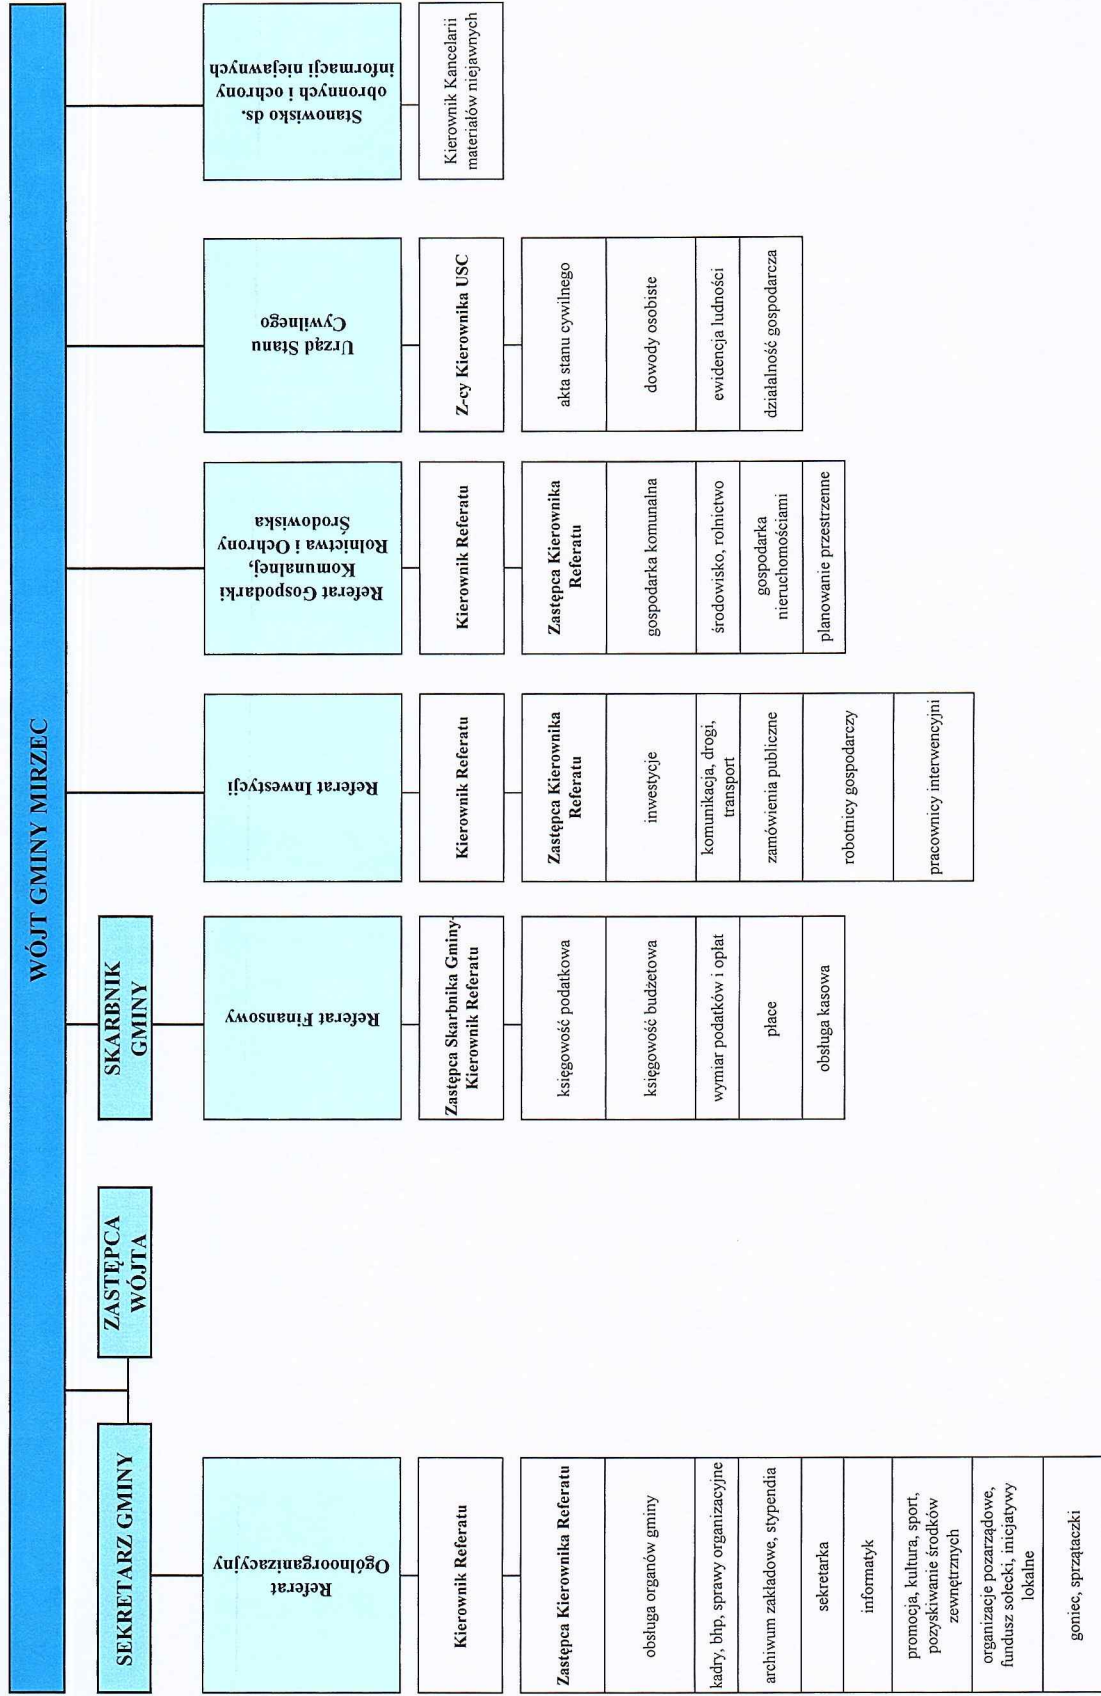 WÓJT GMINY MIRZEC
SEKRETARZ GMINY
ZASTĘPCA
WÓJTA
SKARBNIK
GMINY
Referat
Ogólnoorganizacyjny
Referat Finansowy
Referat Inwestycji
Referat Gospodarki
Komunalnej,
Rolnictwa i Ochrony
Środowiska
Urząd Stanu
Cywilnego
Stanowisko ds.
obronnych i ochrony
informacji niejawnych
Kierownik Referatu
Zastępca Skarbnika Gminy-
Kierownik Referatu
Kierownik Referatu
Kierownik Referatu
Z-cy Kierownika USC
Kierownik Kancelarii
materiałów niejawnych
Zastępca Kierownika Referatu
obsługa organów gminy
kadry, bhp, sprawy organizacyjne
archiwum zakładowe, stypendia
sekretarka
informatyk
promocja, kultura, sport,
pozyskiwanie środków
zewnętrznych
organizacje pozarządowe,
fundusz sołecki, inicjatywy
lokalne
goniec, sprzątaczki
księgowość podatkowa
księgowość budżetowa
wymiar podatków i opłat
płace
obsługa kasowa
Zastępca Kierownika
Referatu
inwestycje
komunikacja, drogi,
transport
zamówienia publiczne
robotnicy gospodarczy
pracownicy interwencyjni
Zastępca Kierownika
Referatu
gospodarka komunalna
środowisko, rolnictwo
gospodarka
nieruchomościami
planowanie przestrzenne
akta stanu cywilnego
dowody osobiste
ewidencja ludności
działalność gospodarcza